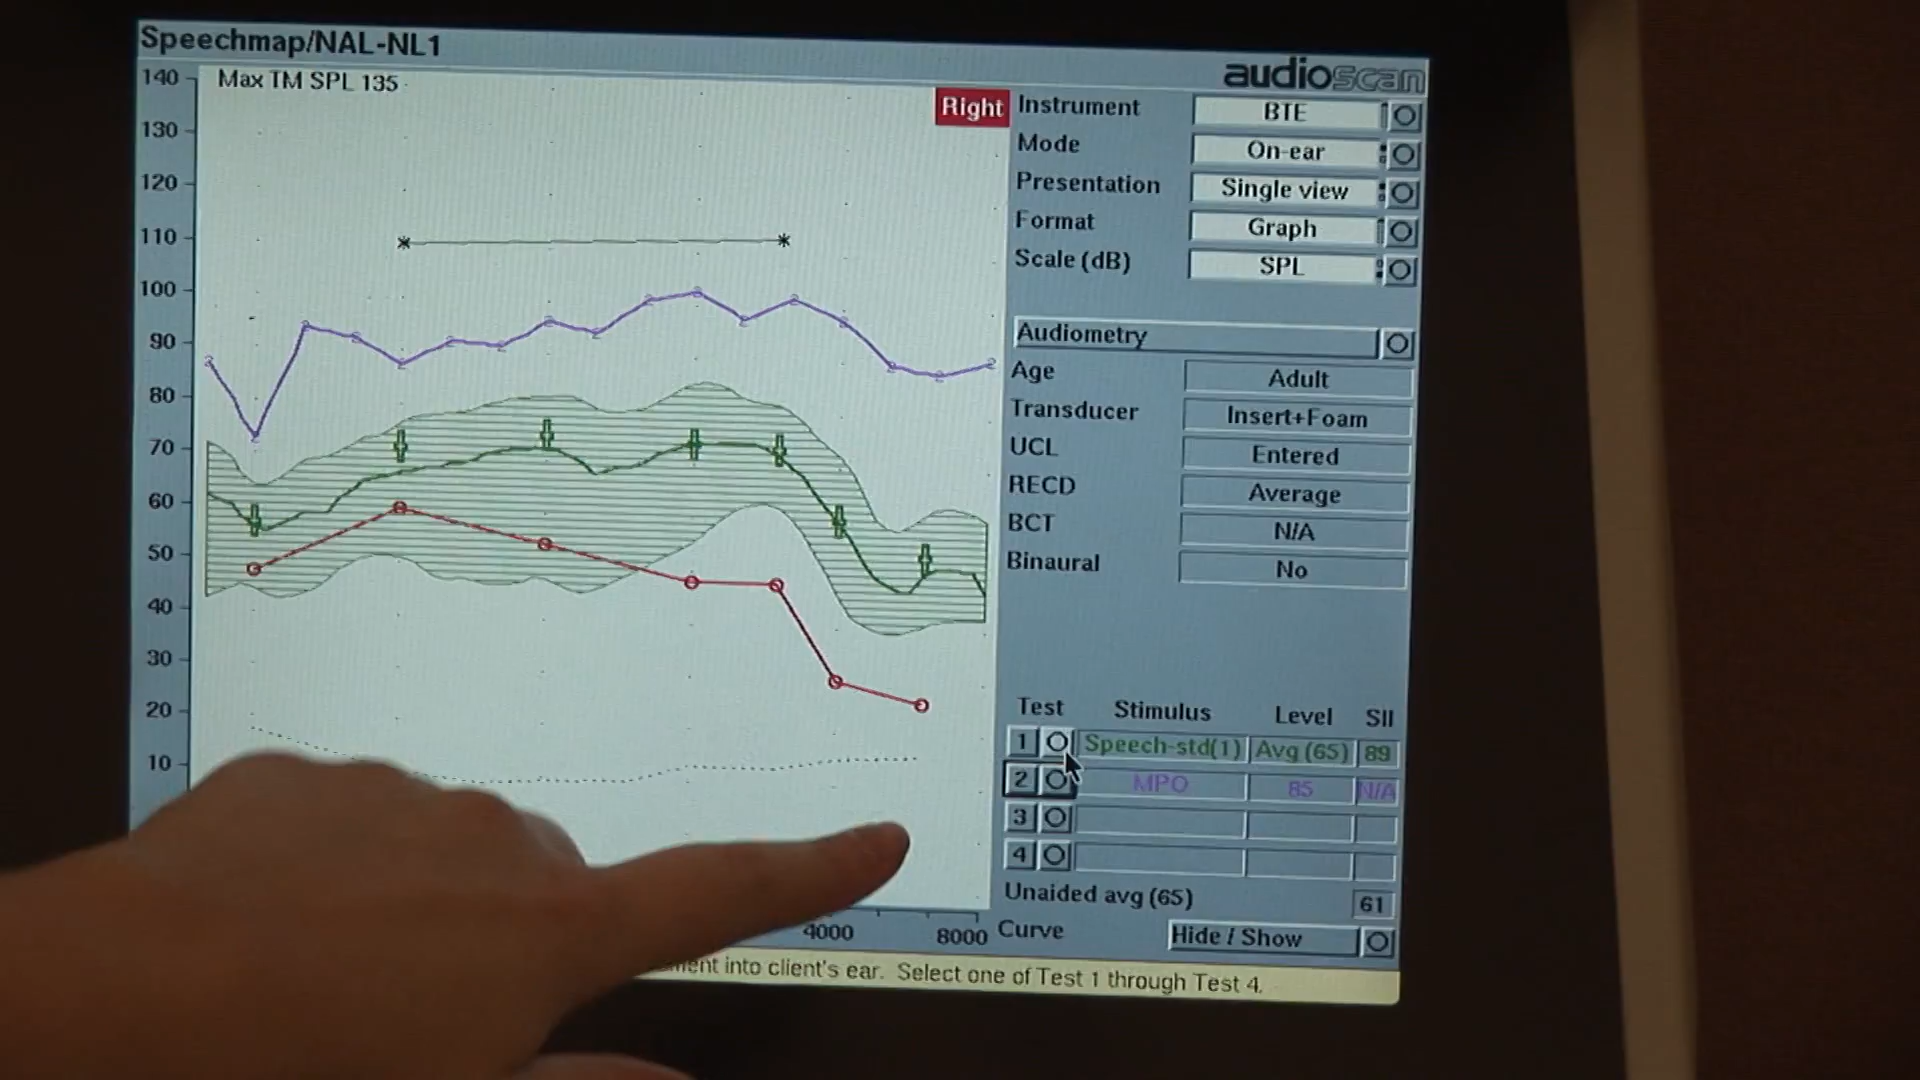 Speechmap/NAL-NL1
audioscan
140 Max TM SPL 135
Right
130
120
110
100
90
80
70
60
50
40
30
20
10
4000 8000
Instrument BTE
Mode On-ear
Presentation Single view
Format Graph
Scale (dB) SPL
Audiometry
Age Adult
Transducer Insert+Foam
UCL Entered
RECD Average
BCT N/A
Binaural No
Test Stimulus Level SII
1 Speech-std(1) Avg (65) 89
2 MPO 85 N/A
3
4
Unaided avg (65) 61
Curve Hide / Show
into client's ear. Select one of Test 1 through Test 4.